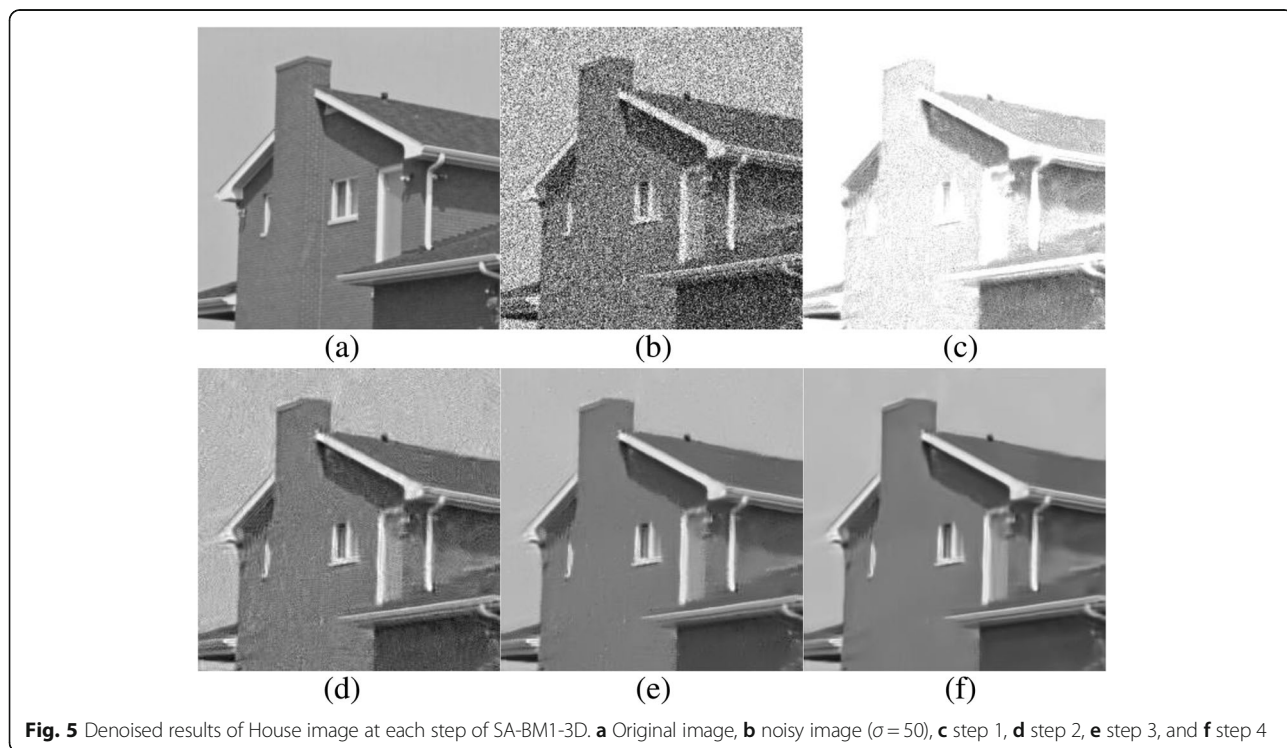 (a)
(b)
(c)
(d)
(e)
(f)
Fig. 5 Denoised results of House image at each step of SA-BM1-3D. a Original image, b noisy image (σ = 50), c step 1, d step 2, e step 3, and f step 4